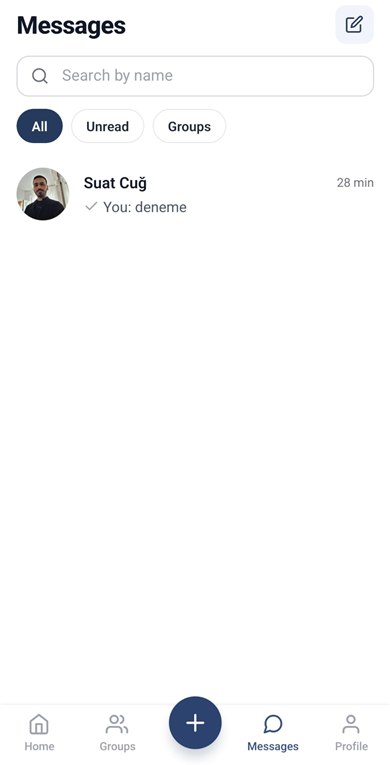 Messages
Search by name
All Unread Groups
Suat Cuğ 28 min
You: deneme
Home Groups Messages Profile